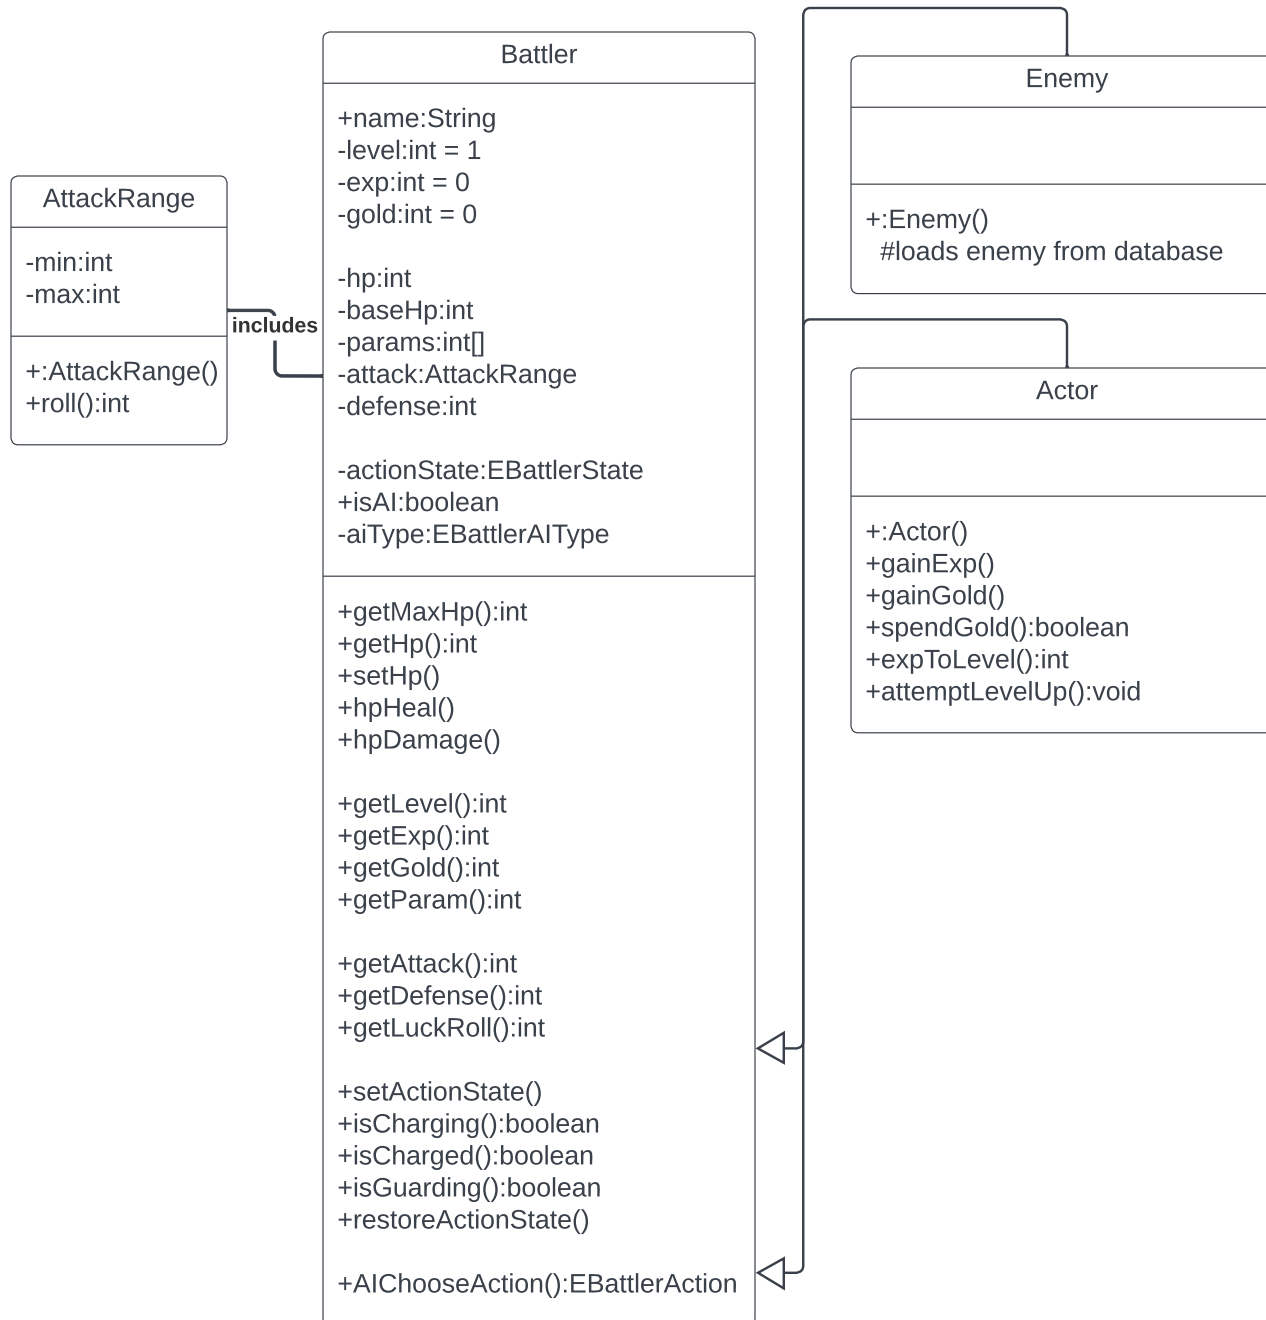 AttackRange
-min:int
-max:int
+:AttackRange()
+roll():int
includes
Battler
+name:String
-level:int = 1
-exp:int = 0
-gold:int = 0
-hp:int
-baseHp:int
-params:int[]
-attack:AttackRange
-defense:int
-actionState:EBattlerState
+isAI:boolean
-aiType:EBattlerAIType
+getMaxHp():int
+getHp():int
+setHp()
+hpHeal()
+hpDamage()
+getLevel():int
+getExp():int
+getGold():int
+getParam():int
+getAttack():int
+getDefense():int
+getLuckRoll():int
+setActionState()
+isCharging():boolean
+isCharged():boolean
+isGuarding():boolean
+restoreActionState()
+AIChooseAction():EBattlerAction
Enemy
+:Enemy()
#loads enemy from database
Actor
+:Actor()
+gainExp()
+gainGold()
+spendGold():boolean
+expToLevel():int
+attemptLevelUp():void